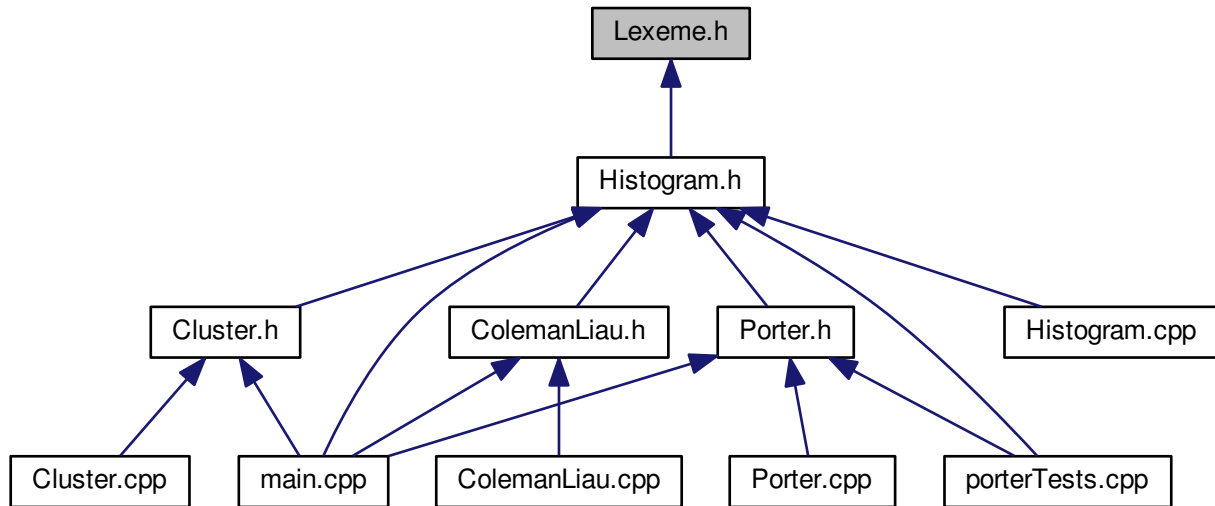 Lexeme.h
Histogram.h
Cluster.h
ColemanLiau.h
Porter.h
Histogram.cpp
Cluster.cpp
main.cpp
ColemanLiau.cpp
Porter.cpp
porterTests.cpp